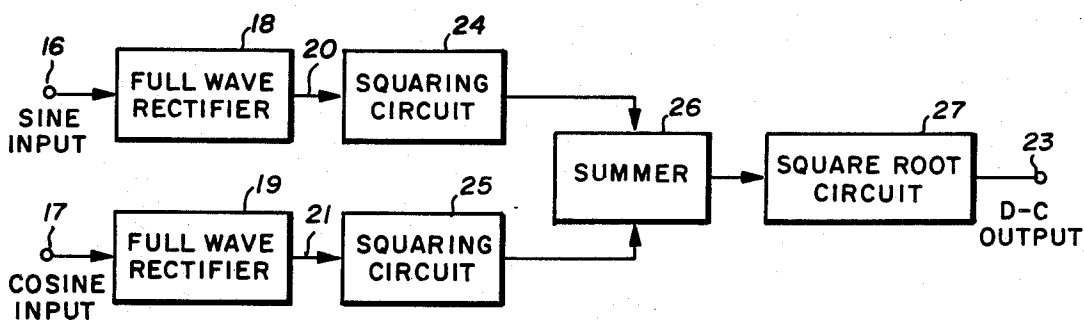 16
SINE
INPUT
18
FULL WAVE
RECTIFIER
20
24
SQUARING
CIRCUIT
17
COSINE
INPUT
19
FULL WAVE
RECTIFIER
21
25
SQUARING
CIRCUIT
26
SUMMER
27
SQUARE ROOT
CIRCUIT
23
D-C
OUTPUT